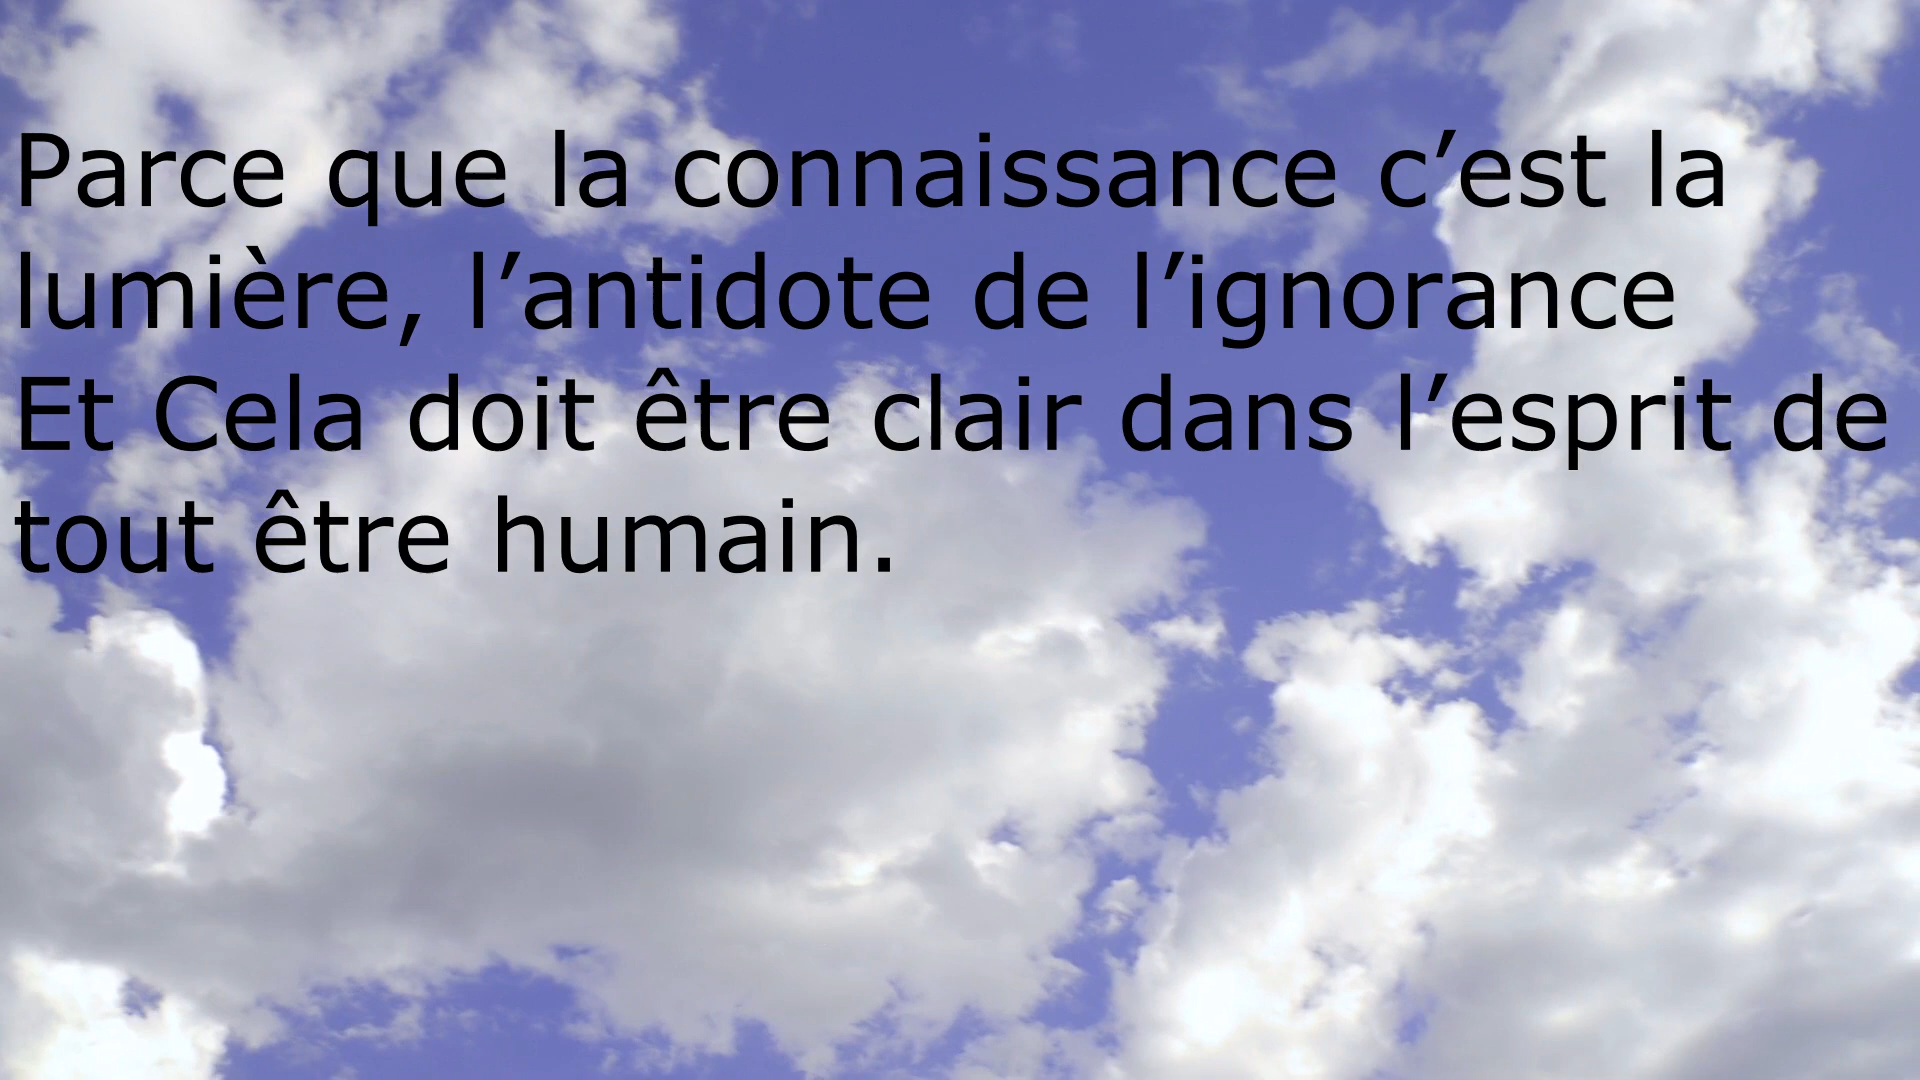 Parce que la connaissance c’est la
lumière, l’antidote de l’ignorance
Et Cela doit être clair dans l’esprit de
tout être humain.